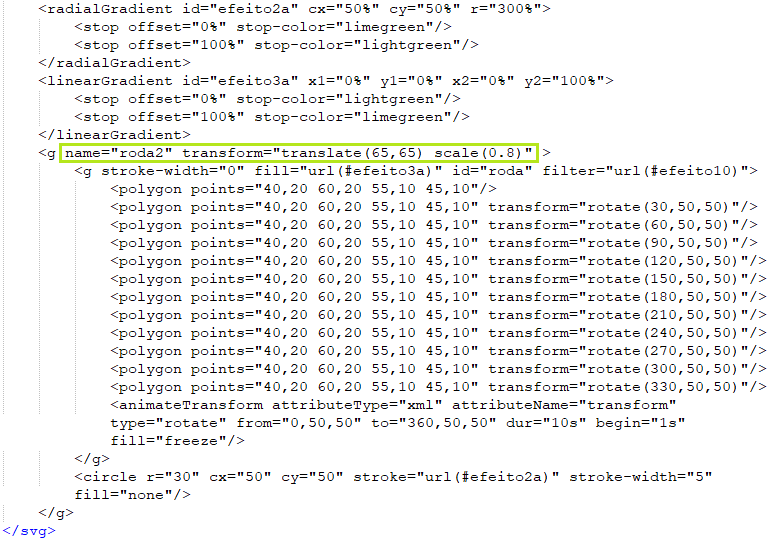 <radialGradient id="efeito2a" cx="50%" cy="50%" r="300%">
<stop offset="0%" stop-color="limegreen"/>
<stop offset="100%" stop-color="lightgreen"/>
</radialGradient>
<linearGradient id="efeito3a" x1="0%" y1="0%" x2="0%" y2="100%">
<stop offset="0%" stop-color="lightgreen"/>
<stop offset="100%" stop-color="limegreen"/>
</linearGradient>
<g name="roda2" transform="translate(65,65) scale(0.8)" >
<g stroke-width="0" fill="url(#efeito3a)" id="roda" filter="url(#efeito10)">
<polygon points="40,20 60,20 55,10 45,10"/>
<polygon points="40,20 60,20 55,10 45,10" transform="rotate(30,50,50)"/>
<polygon points="40,20 60,20 55,10 45,10" transform="rotate(60,50,50)"/>
<polygon points="40,20 60,20 55,10 45,10" transform="rotate(90,50,50)"/>
<polygon points="40,20 60,20 55,10 45,10" transform="rotate(120,50,50)"/>
<polygon points="40,20 60,20 55,10 45,10" transform="rotate(150,50,50)"/>
<polygon points="40,20 60,20 55,10 45,10" transform="rotate(180,50,50)"/>
<polygon points="40,20 60,20 55,10 45,10" transform="rotate(210,50,50)"/>
<polygon points="40,20 60,20 55,10 45,10" transform="rotate(240,50,50)"/>
<polygon points="40,20 60,20 55,10 45,10" transform="rotate(270,50,50)"/>
<polygon points="40,20 60,20 55,10 45,10" transform="rotate(300,50,50)"/>
<polygon points="40,20 60,20 55,10 45,10" transform="rotate(330,50,50)"/>
<animateTransform attributeType="xml" attributeName="transform"
type="rotate" from="0,50,50" to="360,50,50" dur="10s" begin="1s"
fill="freeze"/>
</g>
<circle r="30" cx="50" cy="50" stroke="url(#efeito2a)" stroke-width="5"
fill="none"/>
</g>
</svg>